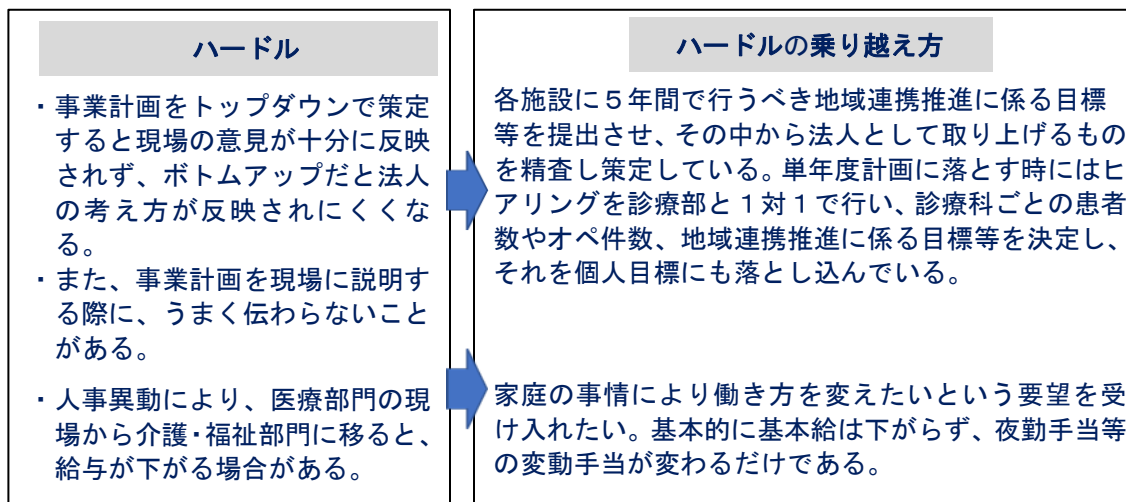 ハードル
・事業計画をトップダウンで策定
すると現場の意見が十分に反映
されず、ボトムアップだと法人
の考え方が反映されにくくな
る。
・また、事業計画を現場に説明す
る際に、うまく伝わらないこと
がある。
・人事異動により、医療部門の現
場から介護・福祉部門に移ると、
給与が下がる場合がある。
ハードルの乗り越え方
各施設に５年間で行うべき地域連携推進に係る目標
等を提出させ、その中から法人として取り上げるもの
を精査し策定している。単年度計画に落とす時にはヒ
アリングを診療部と１対１で行い、診療科ごとの患者
数やオペ件数、地域連携推進に係る目標等を決定し、
それを個人目標にも落とし込んでいる。
家庭の事情により働き方を変えたいという要望を受
け入れたい。基本的に基本給は下がらず、夜勤手当等
の変動手当が変わるだけである。